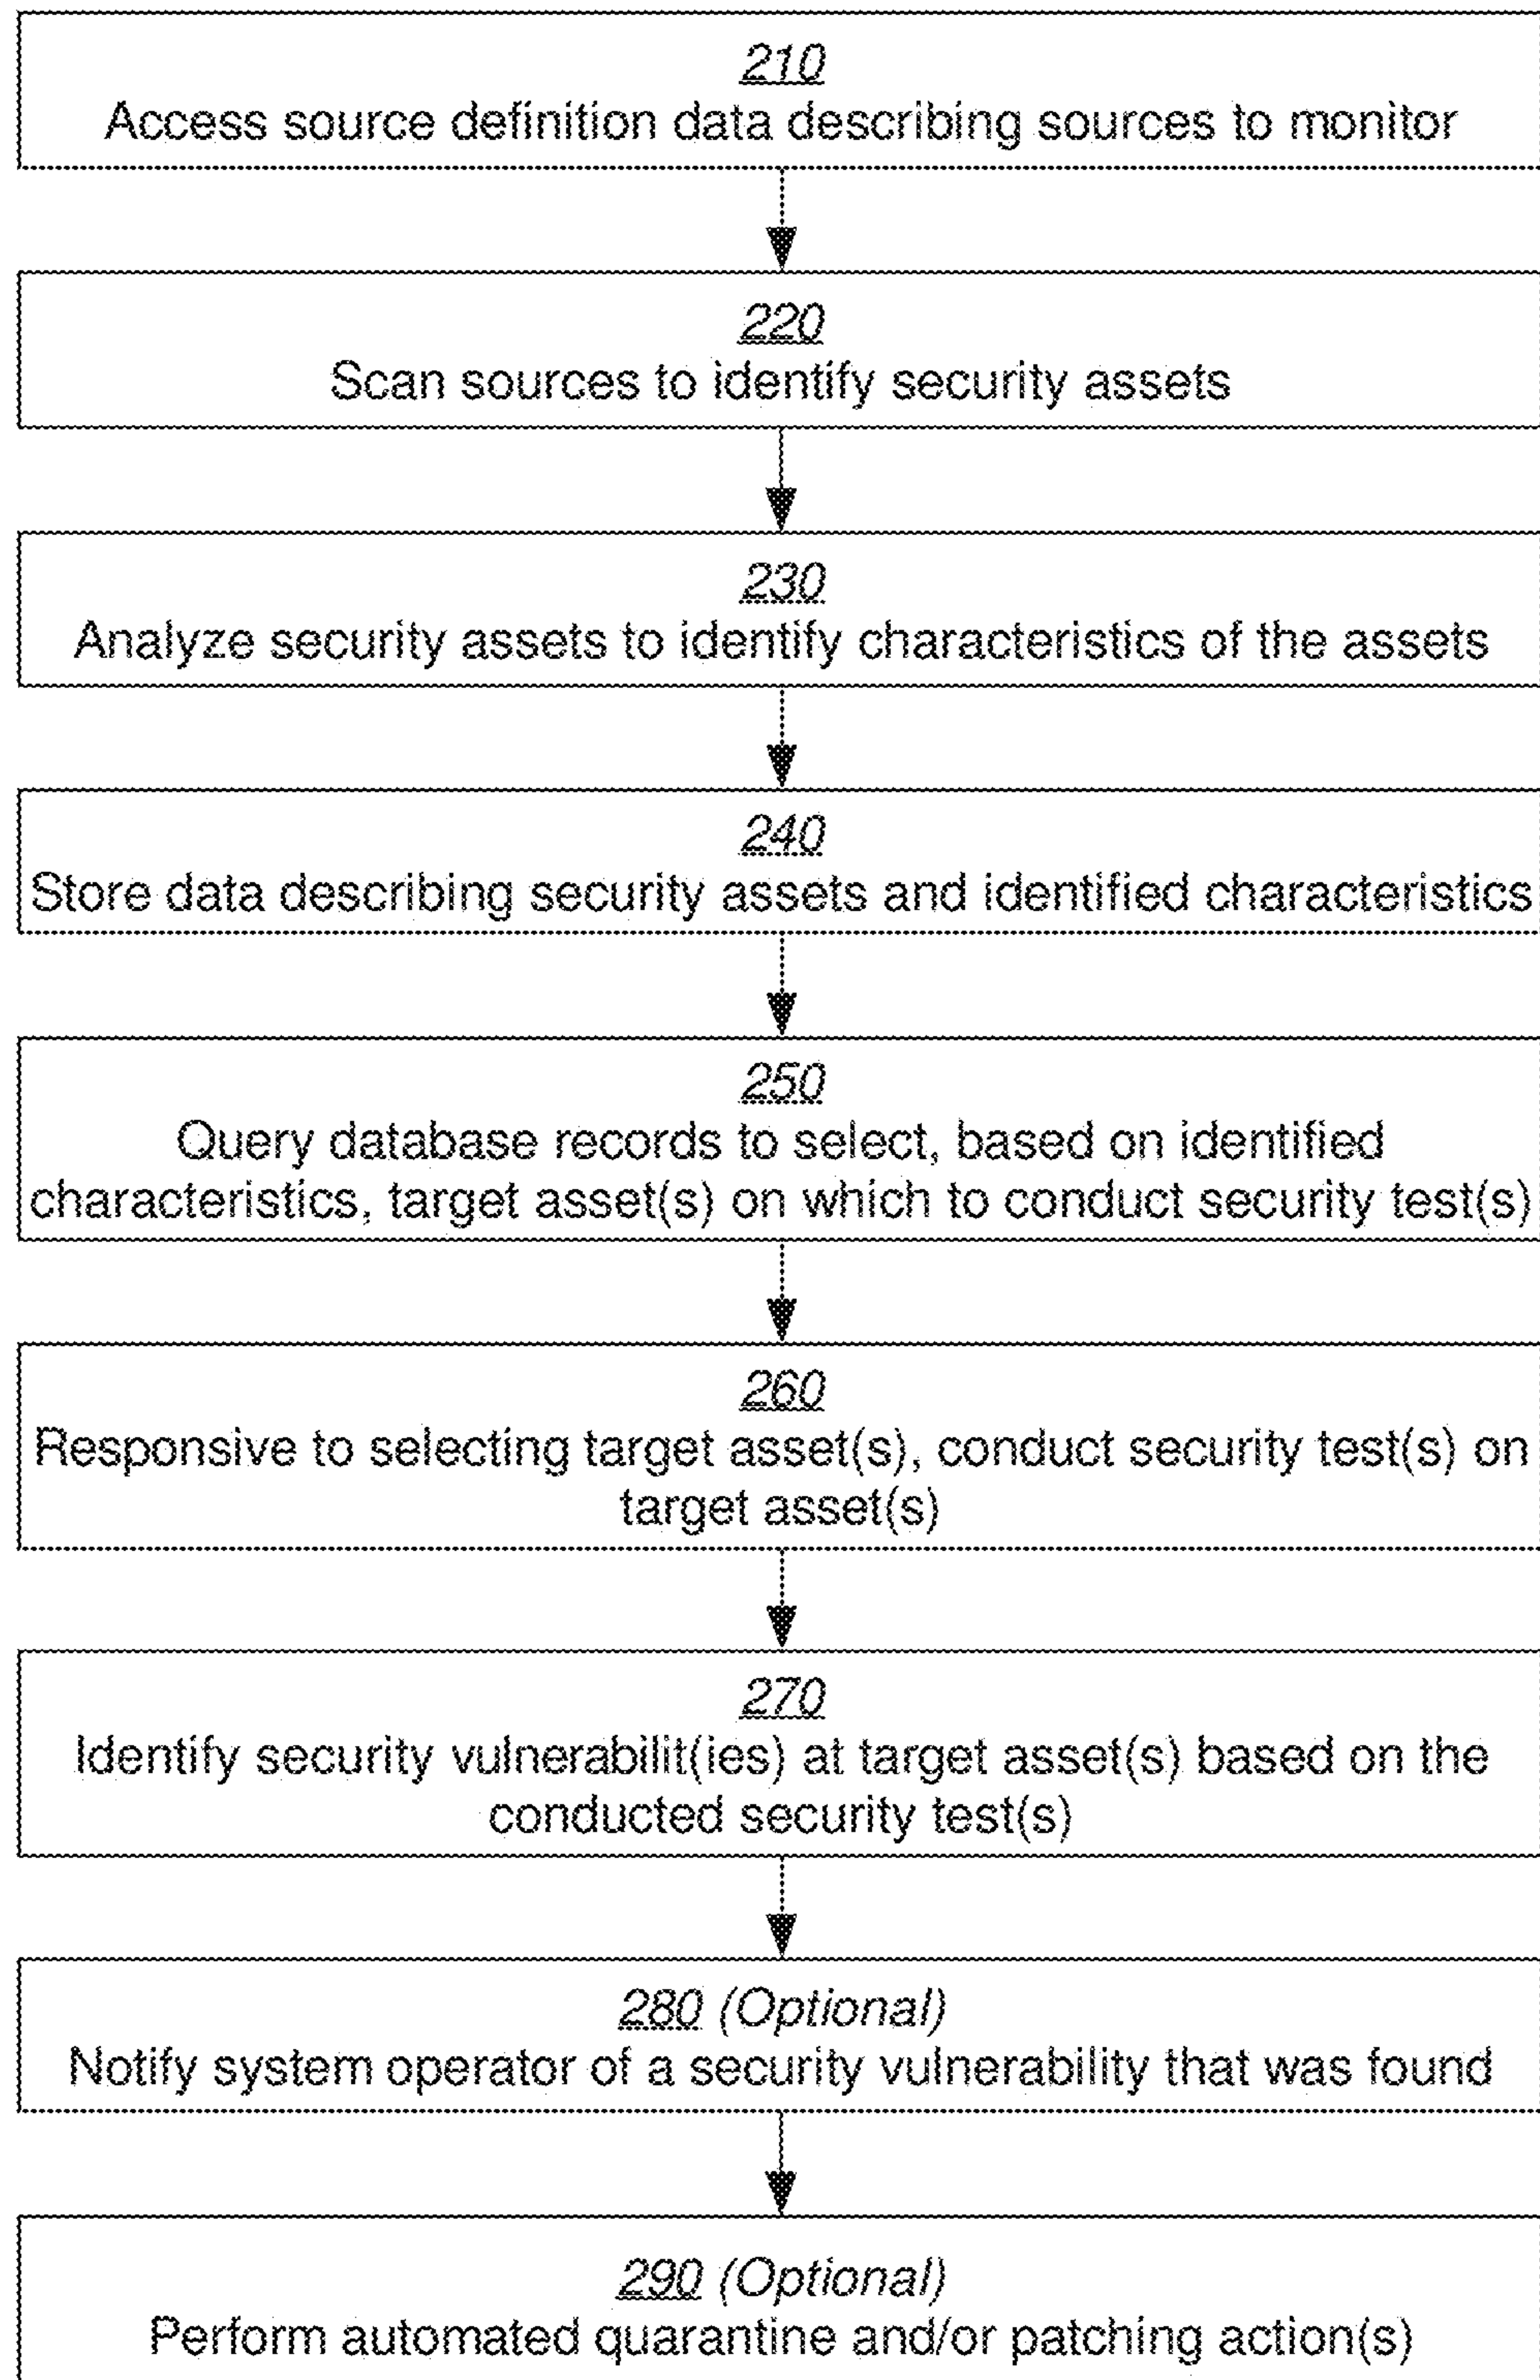 210
Access source definition data describing sources to monitor
220
Scan sources to identify security assets
230
Analyze security assets to identify characteristics of the assets
240
Store data describing security assets and identified characteristics
250
Query database records to select, based on identified
characteristics, target asset(s) on which to conduct security test(s)
260
Responsive to selecting target asset(s), conduct security test(s) on
target asset(s)
270
Identify security vulnerabilit(ies) at target asset(s) based on the
conducted security test(s)
280 (Optional)
Notify system operator of a security vulnerability that was found
290 (Optional)
Perform automated quarantine and/or patching action(s)